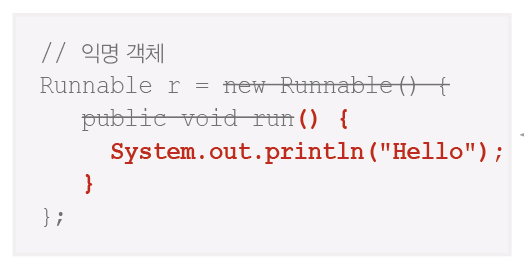 // 익명 객체
Runnable r = new Runnable() {
public void run() {
System.out.println("Hello");
}
};